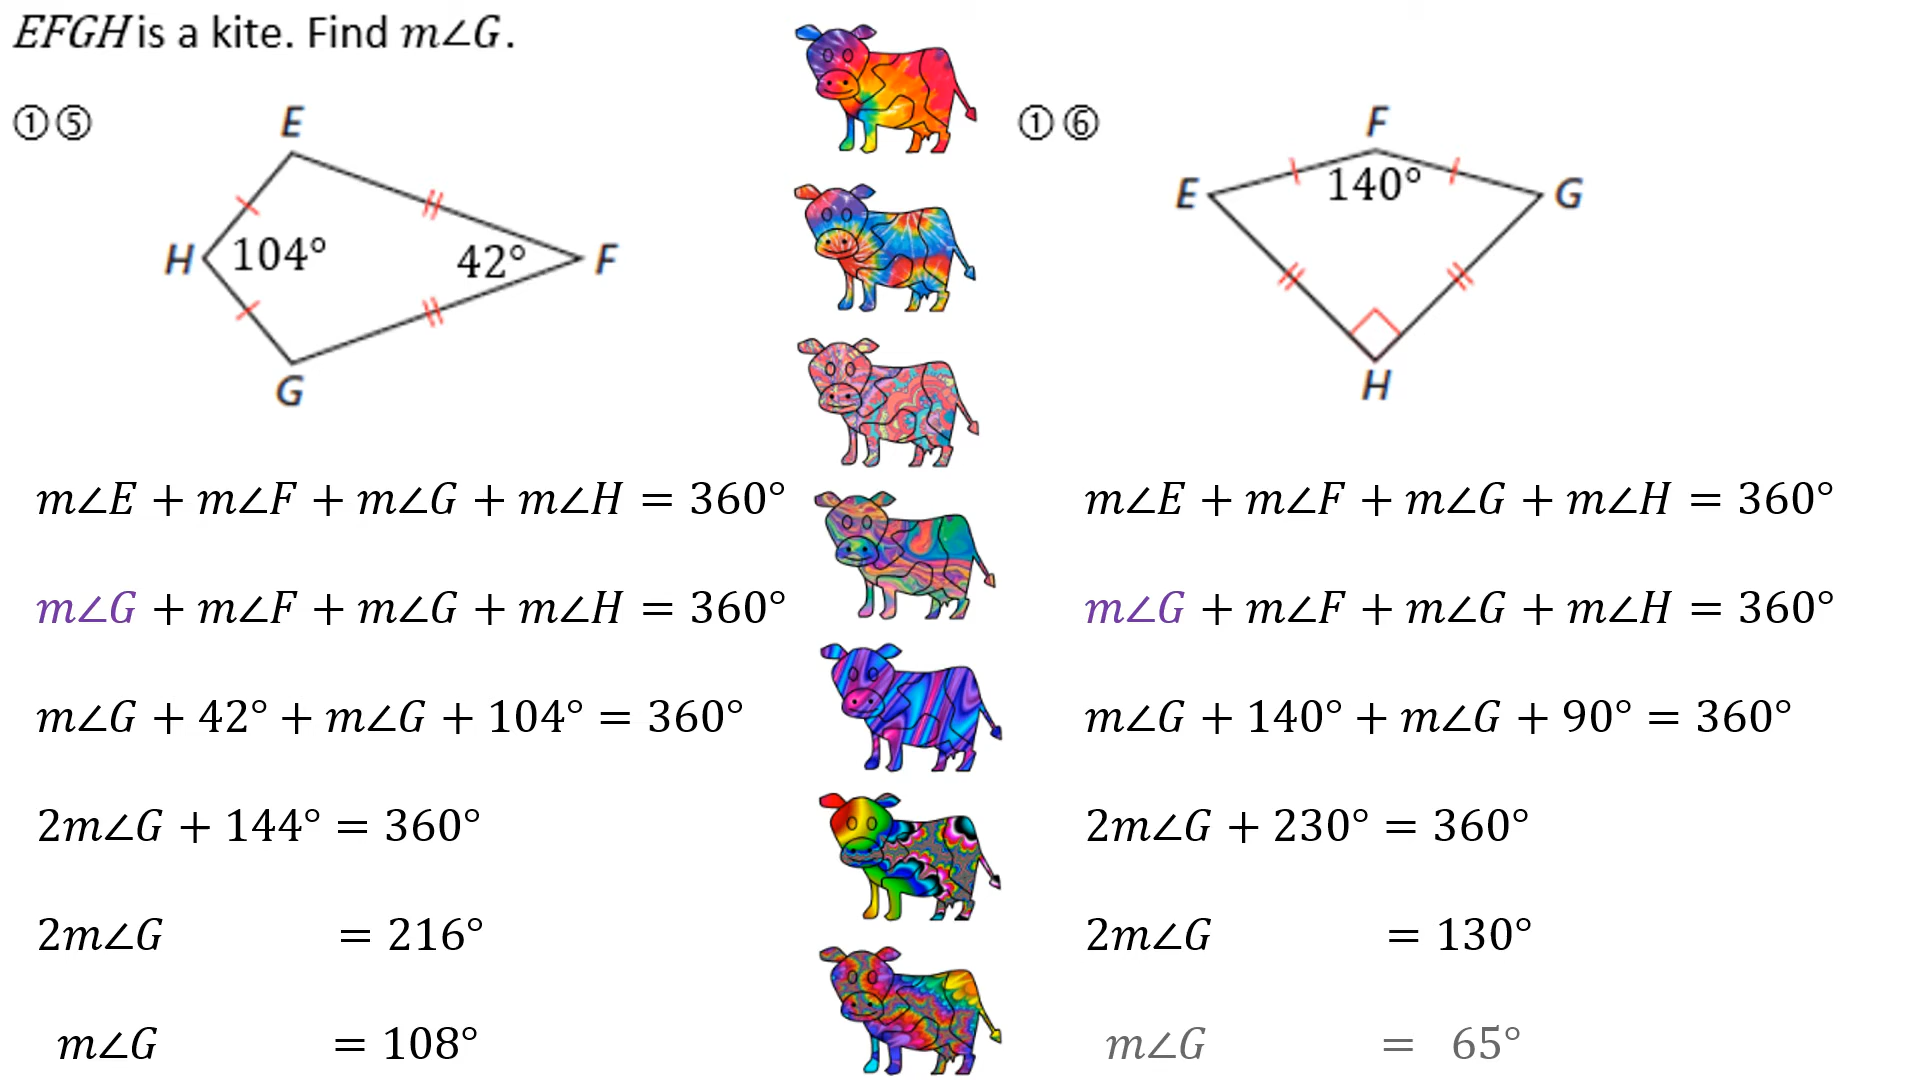 EFGH is a kite. Find m∠G.
①⑤
E
H
104°
42°
F
G
m∠E + m∠F + m∠G + m∠H = 360°
m∠G + m∠F + m∠G + m∠H = 360°
m∠G + 42° + m∠G + 104° = 360°
2m∠G + 144° = 360°
2m∠G = 216°
m∠G = 108°
①⑥
F
E
140°
G
H
m∠E + m∠F + m∠G + m∠H = 360°
m∠G + m∠F + m∠G + m∠H = 360°
m∠G + 140° + m∠G + 90° = 360°
2m∠G + 230° = 360°
2m∠G = 130°
m∠G = 65°